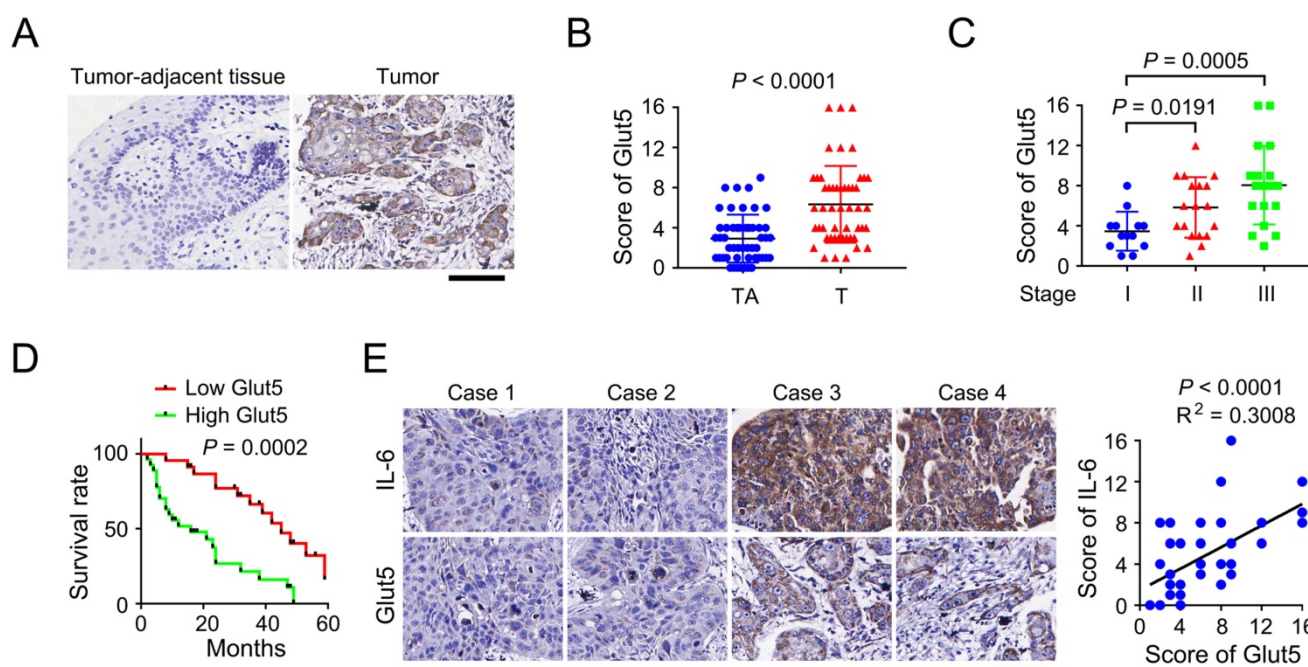 A
Tumor-adjacent tissue
Tumor
B
P < 0.0001
Score of Glut5
16
12
8
4
0
TA
T
C
P = 0.0005
P = 0.0191
Score of Glut5
16
12
8
4
0
Stage
I
II
III
D
Low Glut5
High Glut5
P = 0.0002
Survival rate
100
50
0
0
20
40
60
Months
E
Case 1
Case 2
Case 3
Case 4
IL-6
Glut5
P < 0.0001
R² = 0.3008
Score of IL-6
16
12
8
4
0
0
4
8
12
16
Score of Glut5